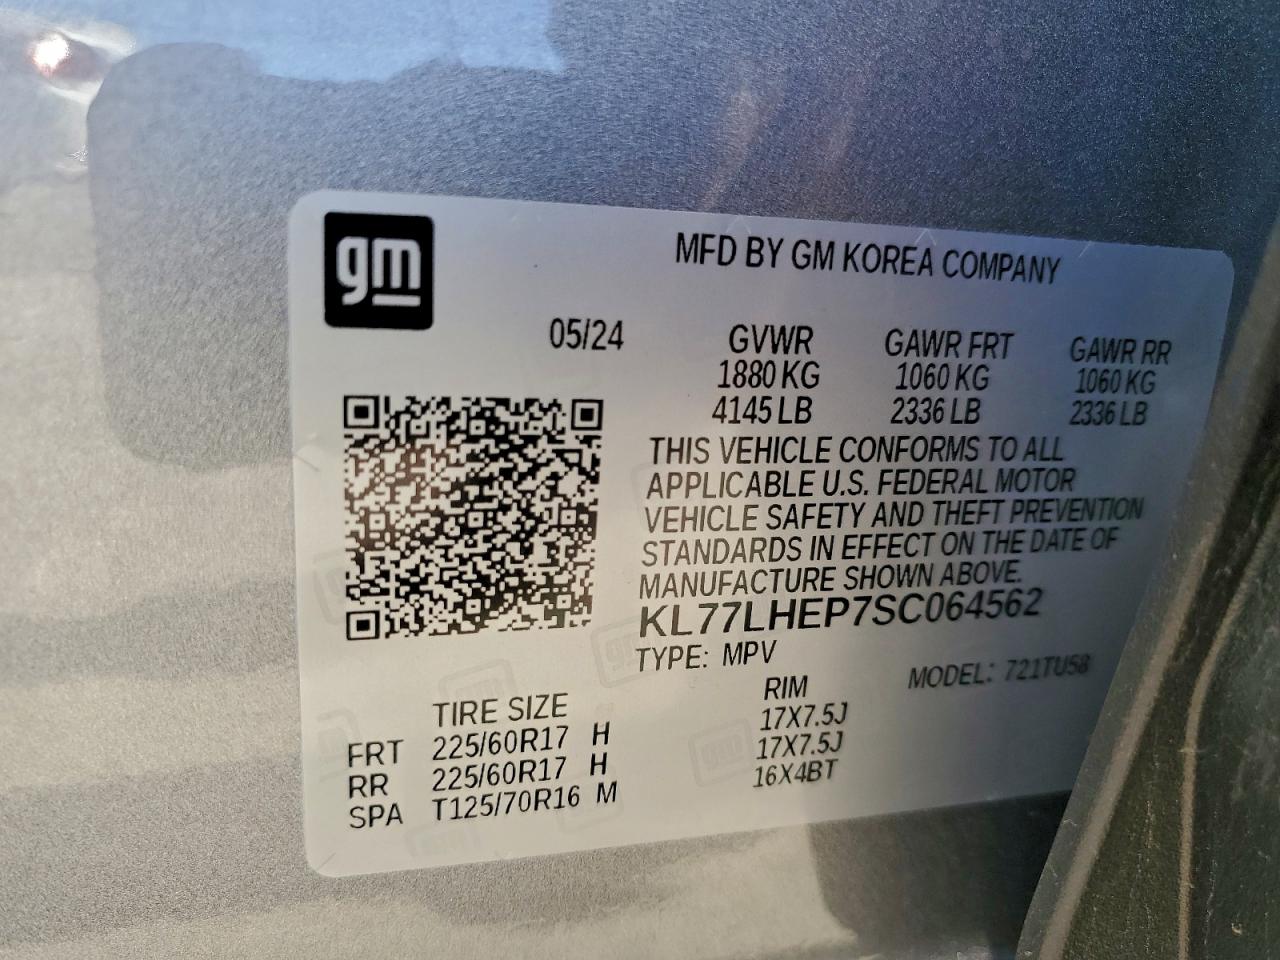 gm
MFD BY GM KOREA COMPANY
05/24 GVWR GAWR FRT GAWR RR
1880 KG 1060 KG 1060 KG
4145 LB 2336 LB 2336 LB
THIS VEHICLE CONFORMS TO ALL
APPLICABLE U.S. FEDERAL MOTOR
VEHICLE SAFETY AND THEFT PREVENTION
STANDARDS IN EFFECT ON THE DATE OF
MANUFACTURE SHOWN ABOVE.
KL77LHEP7SC064562
TYPE: MPV MODEL: 721TU58
TIRE SIZE RIM
FRT 225/60R17 H 17X7.5J
RR 225/60R17 H 17X7.5J
SPA T125/70R16 M 16X4BT